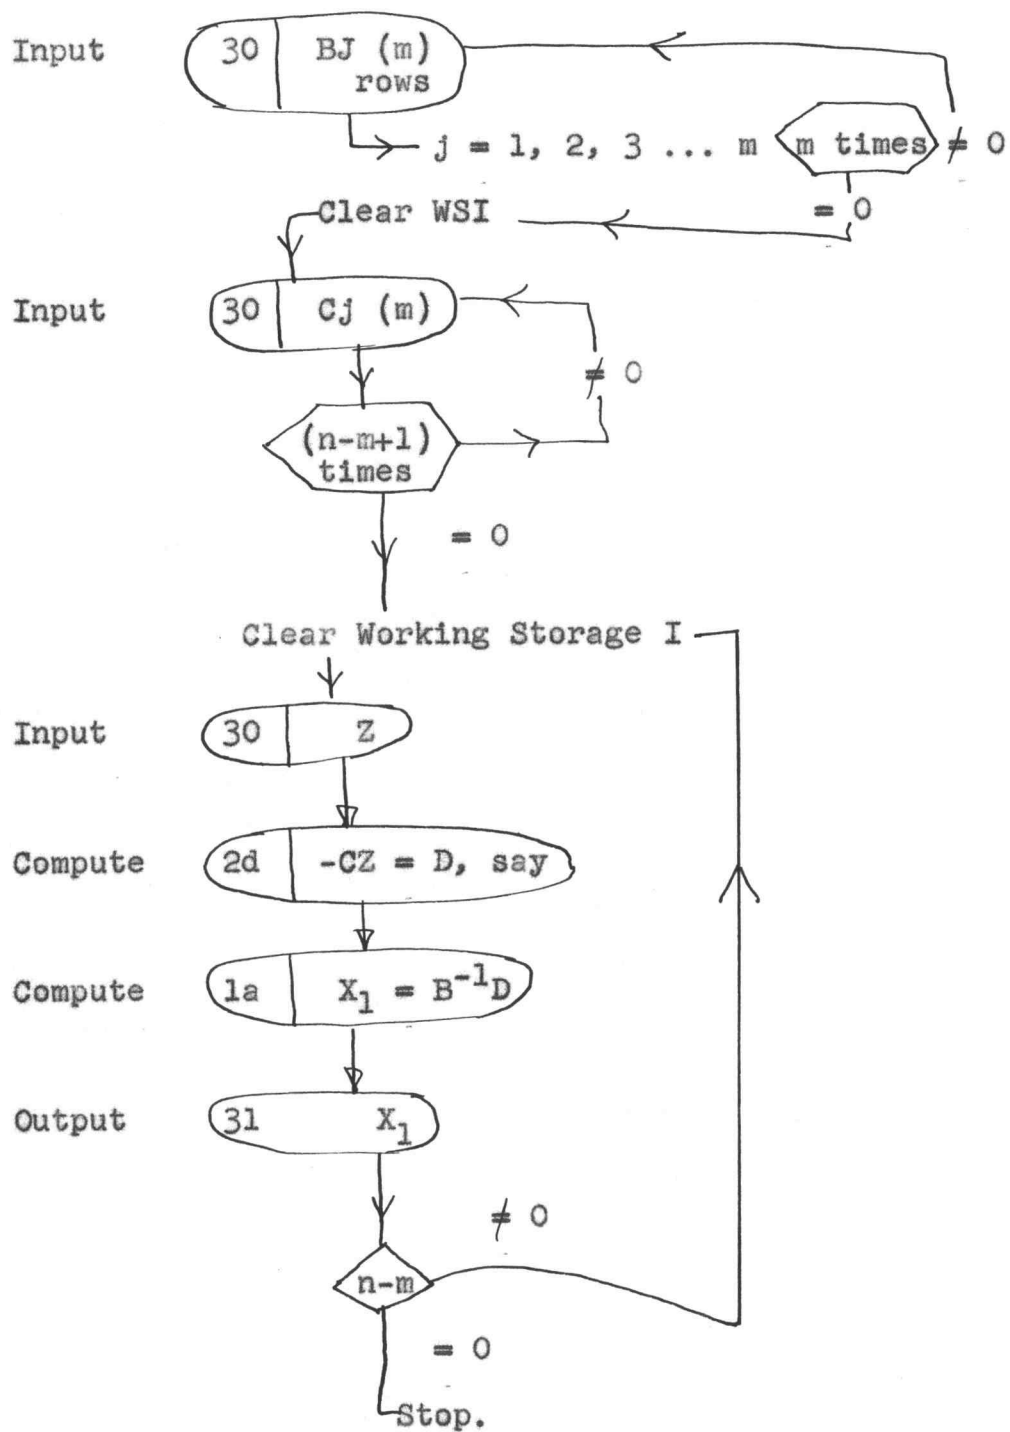 Input 30 BJ (m)
rows
j = 1, 2, 3 ... m m times ≠ 0
Clear WSI = 0
Input 30 Cj (m)
≠ 0
(n-m+1)
times
= 0
Clear Working Storage I
Input 30 Z
Compute 2d -CZ = D, say
Compute 1a X₁ = B⁻¹D
Output 31 X₁
≠ 0
n-m
= 0
Stop.